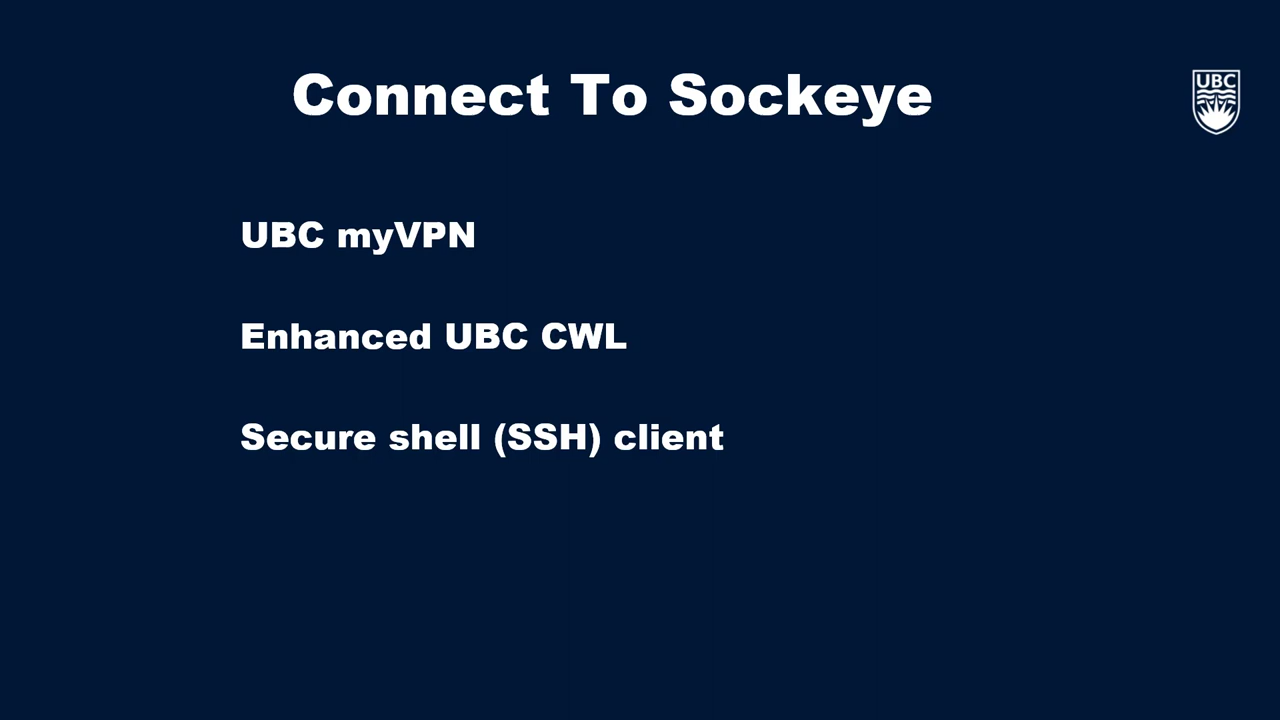 Connect To Sockeye
UBC
UBC myVPN
Enhanced UBC CWL
Secure shell (SSH) client